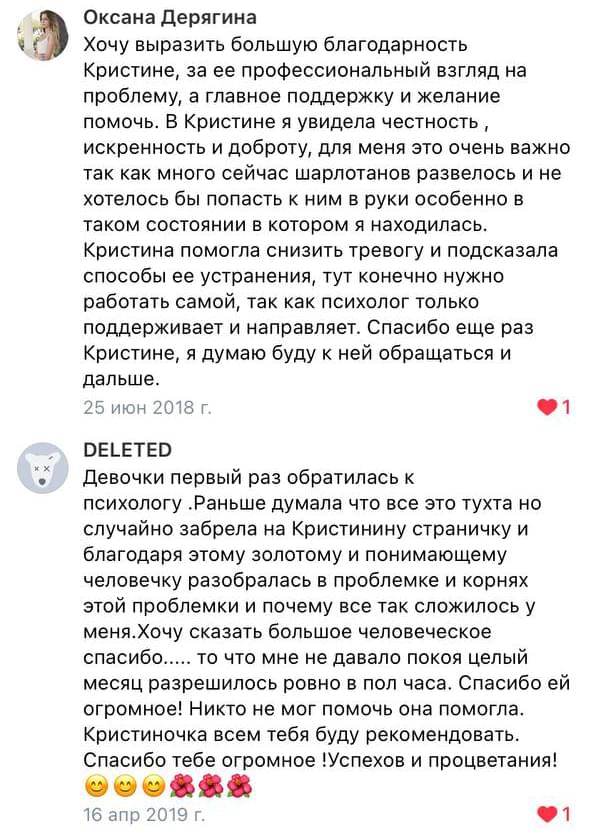 Оксана Дерягина
Хочу выразить большую благодарность
Кристине, за ее профессиональный взгляд на
проблему, а главное поддержку и желание
помочь. В Кристине я увидела честность ,
искренность и доброту, для меня это очень важно
так как много сейчас шарлотанов развелось и не
хотелось бы попасть к ним в руки особенно в
таком состоянии в котором я находилась.
Кристина помогла снизить тревогу и подсказала
способы ее устранения, тут конечно нужно
работать самой, так как психолог только
поддерживает и направляет. Спасибо еще раз
Кристине, я думаю буду к ней обращаться и
дальше.
25 июн 2018 г.
1
DELETED
Девочки первый раз обратилась к
психологу .Раньше думала что все это тухта но
случайно забрела на Кристинину страничку и
благодаря этому золотому и понимающему
человечку разобралась в проблемке и корнях
этой проблемки и почему все так сложилось у
меня.Хочу сказать большое человеческое
спасибо..... то что мне не давало покоя целый
месяц разрешилось ровно в пол часа. Спасибо ей
огромное! Никто не мог помочь она помогла.
Кристиночка всем тебя буду рекомендовать.
Спасибо тебе огромное !Успехов и процветания!
😊😊😊🌺🌺🌺
16 апр 2019 г.
1